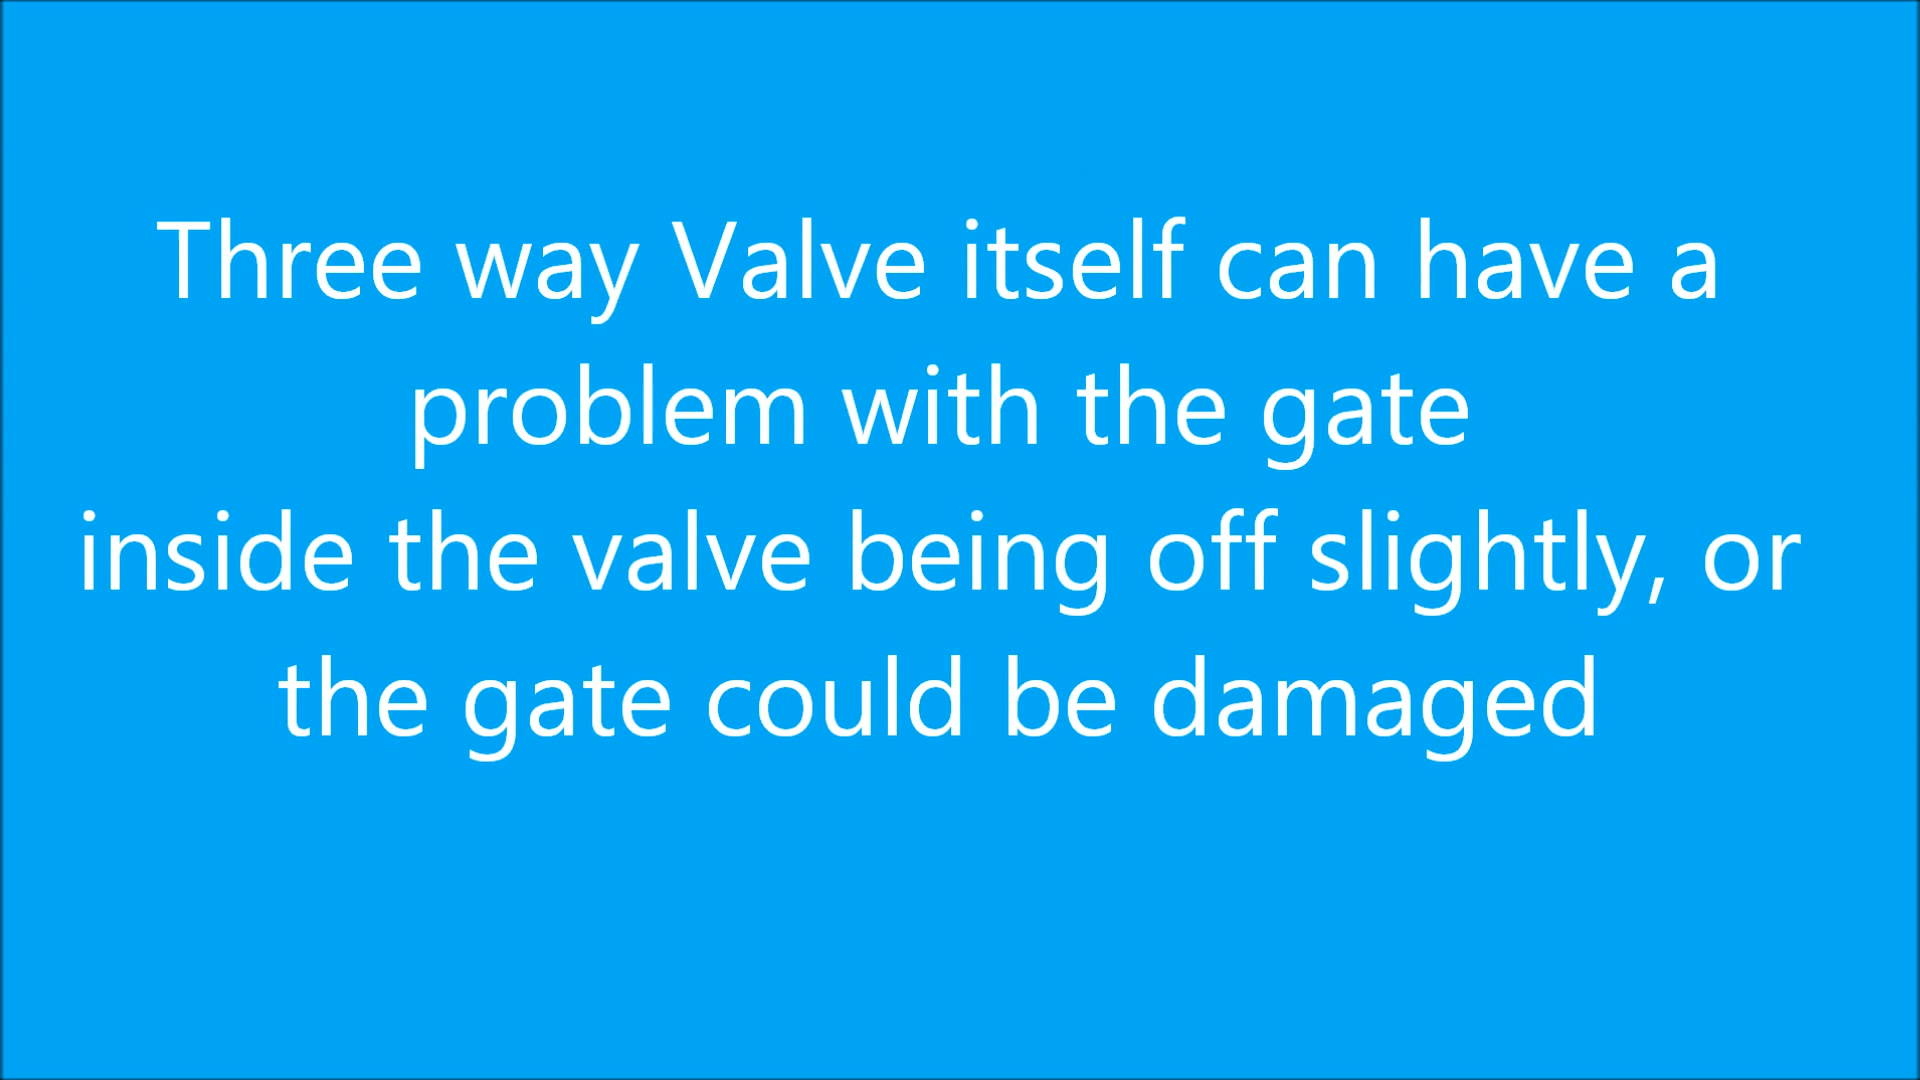 Three way Valve itself can have a
problem with the gate
inside the valve being off slightly, or
the gate could be damaged